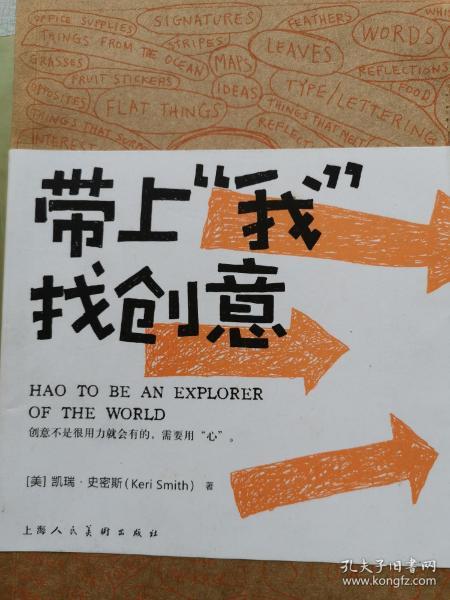 OFFICE SUPPLIES
SIGNATURES
FEATHERS
THINGS FROM THE OCEAN
STRIPES
WORDS
GRASSES
MAPS
LEAVES
REFLECTIONS
FRUIT STICKERS
IDEAS
TYPE/LETTERING
FOOD
OPPOSITES
FLAT THINGS
THINGS THAT MELT
THINGS THAT
INTEREST
REFLECT
带上“我”
找创意
HAO TO BE AN EXPLORER
OF THE WORLD
创意不是很用力就会有的，需要用“心”。
[美] 凯瑞·史密斯(Keri Smith) 著
上海人民美術出版社
孔夫子旧书网
www.kongfz.com